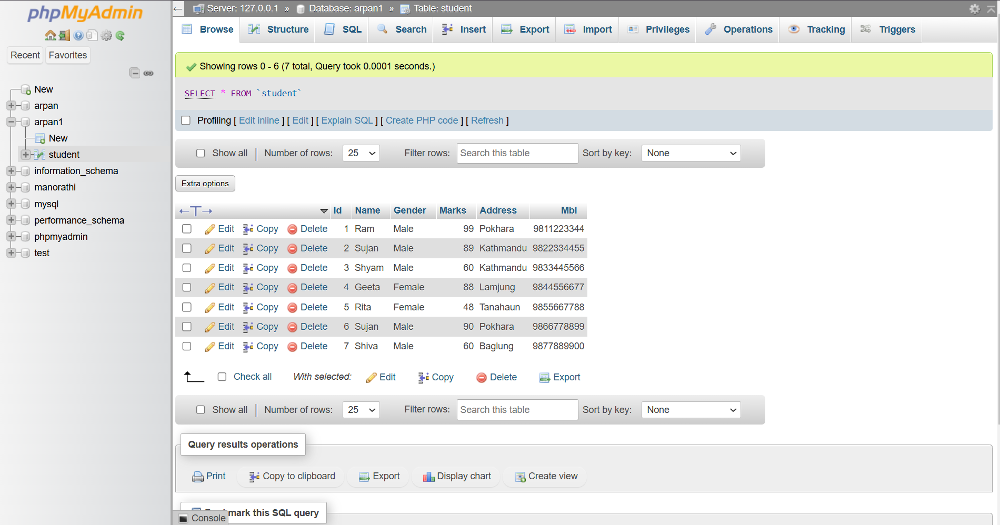 phpMyAdmin
Recent Favorites
New
arpan
arpan1
New
student
information_schema
manorathi
mysql
performance_schema
phpmyadmin
test
Server: 127.0.0.1 » Database: arpan1 » Table: student
Browse Structure SQL Search Insert Export Import Privileges Operations Tracking Triggers
Showing rows 0 - 6 (7 total, Query took 0.0001 seconds.)
SELECT * FROM `student`
Profiling [ Edit inline ] [ Edit ] [ Explain SQL ] [ Create PHP code ] [ Refresh ]
Show all | Number of rows: 25 Filter rows: Search this table Sort by key: None
Extra options
←T→ Id Name Gender Marks Address Mbl
Edit Copy Delete 1 Ram Male 99 Pokhara 9811223344
Edit Copy Delete 2 Sujan Male 89 Kathmandu 9822334455
Edit Copy Delete 3 Shyam Male 60 Kathmandu 9833445566
Edit Copy Delete 4 Geeta Female 88 Lamjung 9844556677
Edit Copy Delete 5 Rita Female 48 Tanahaun 9855667788
Edit Copy Delete 6 Sujan Male 90 Pokhara 9866778899
Edit Copy Delete 7 Shiva Male 60 Baglung 9877889900
Check all With selected: Edit Copy Delete Export
Show all | Number of rows: 25 Filter rows: Search this table Sort by key: None
Query results operations
Print Copy to clipboard Export Display chart Create view
mark this SQL query
Console